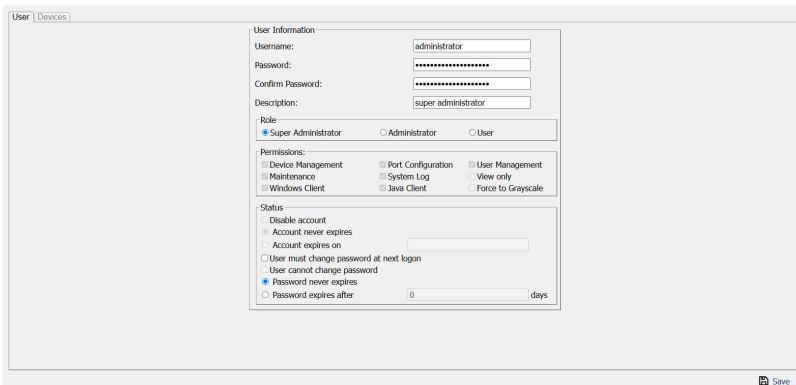 User Devices
User Information
Username: administrator
Password: ••••••••••••••••••••
Confirm Password: ••••••••••••••••••••
Description: super administrator
Role
Super Administrator Administrator User
Permissions:
Device Management Port Configuration User Management
Maintenance System Log View only
Windows Client Java Client Force to Grayscale
Status
Disable account
Account never expires
Account expires on
User must change password at next logon
User cannot change password
Password never expires
Password expires after 0 days
Save